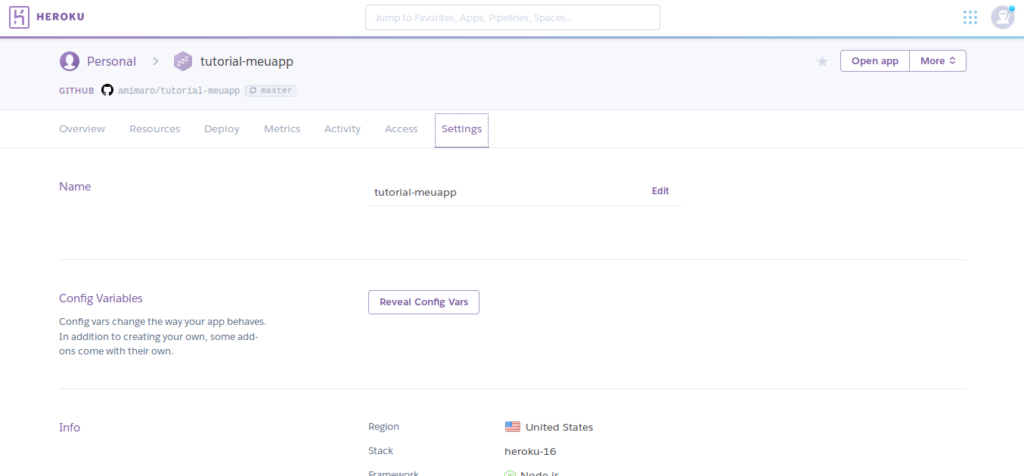 HEROKU
Jump to Favorites, Apps, Pipelines, Spaces...
Personal > tutorial-meuapp
Open app More
GITHUB amimaro/tutorial-meuapp master
Overview Resources Deploy Metrics Activity Access Settings
Name
tutorial-meuapp Edit
Config Variables
Reveal Config Vars
Config vars change the way your app behaves.
In addition to creating your own, some add-
ons come with their own.
Info
Region United States
Stack heroku-16
Framework Node.js